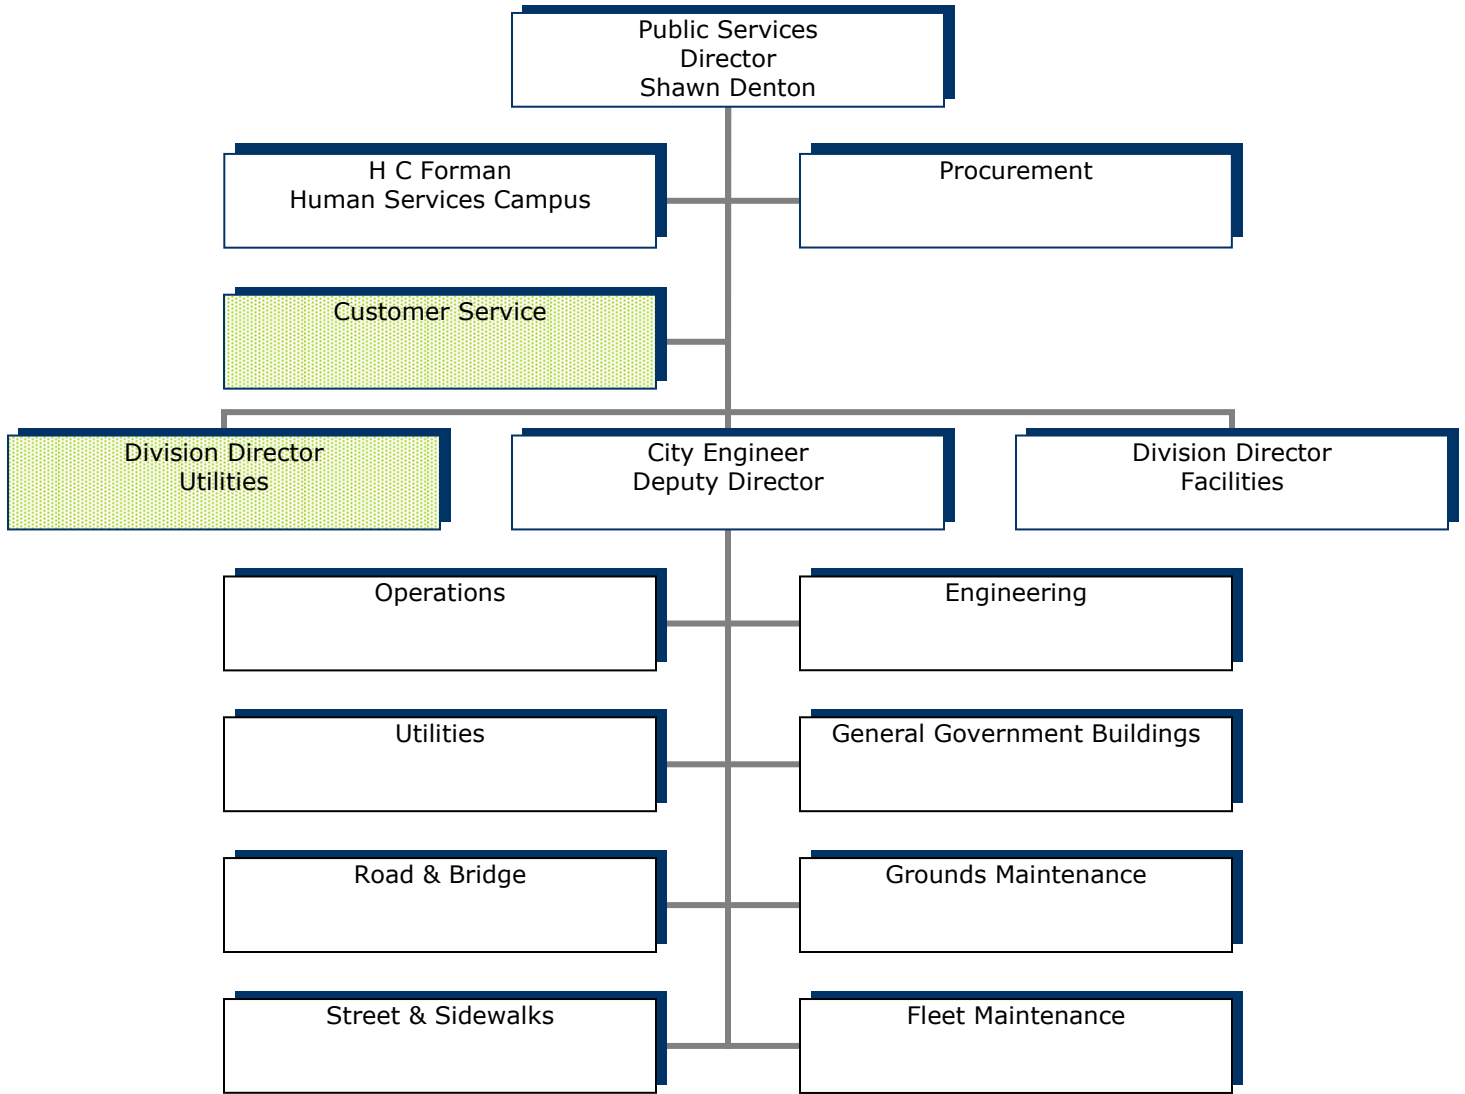 Public Services
Director
Shawn Denton
H C Forman
Human Services Campus
Procurement
Customer Service
Division Director
Utilities
City Engineer
Deputy Director
Division Director
Facilities
Operations
Engineering
Utilities
General Government Buildings
Road & Bridge
Grounds Maintenance
Street & Sidewalks
Fleet Maintenance